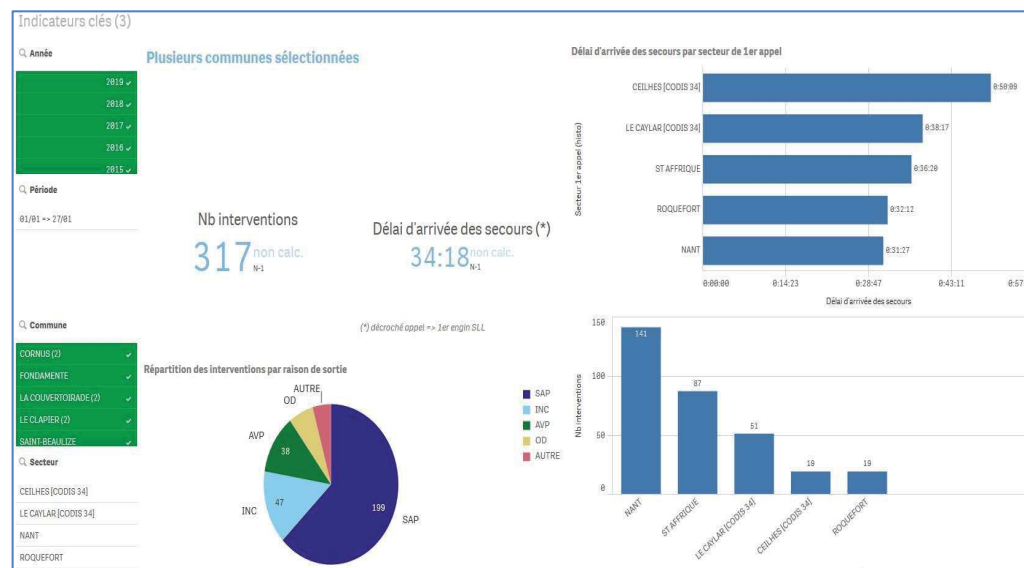 Indicateurs clés (3)
Année
2019
2018
2017
2016
2015
Période
01/01 => 27/01
Commune
CORNUS (2)
FONDAMENTE
LA COUVERTOIRADE (2)
LE CLAPIER (2)
SAINT-BEAULIZE
Secteur
CEILHES [CODIS 34]
LE CAYLAR [CODIS 34]
NANT
ROQUEFORT
Plusieurs communes sélectionnées
Nb interventions
317 non calc.
N-1
Délai d'arrivée des secours (*)
34:18 non calc.
N-1
(*) décroché appel => 1er engin SLL
Répartition des interventions par raison de sortie
AUTRE
OD
AVP
38
INC
47
199
SAP
SAP
INC
AVP
OD
AUTRE
Délai d'arrivée des secours par secteur de 1er appel
Secteur 1er appel (histo)
CEILHES [CODIS 34]
0:50:09
LE CAYLAR [CODIS 34]
0:38:17
ST AFFRIQUE
0:36:20
ROQUEFORT
0:32:12
NANT
0:31:27
0:00:00
0:14:23
0:28:47
0:43:11
0:57
Délai d'arrivée des secours
Nb interventions
150
100
50
0
141
87
51
19
19
NANT
ST AFFRIQUE
LE CAYLAR [CODIS 34]
CEILHES [CODIS 34]
ROQUEFORT